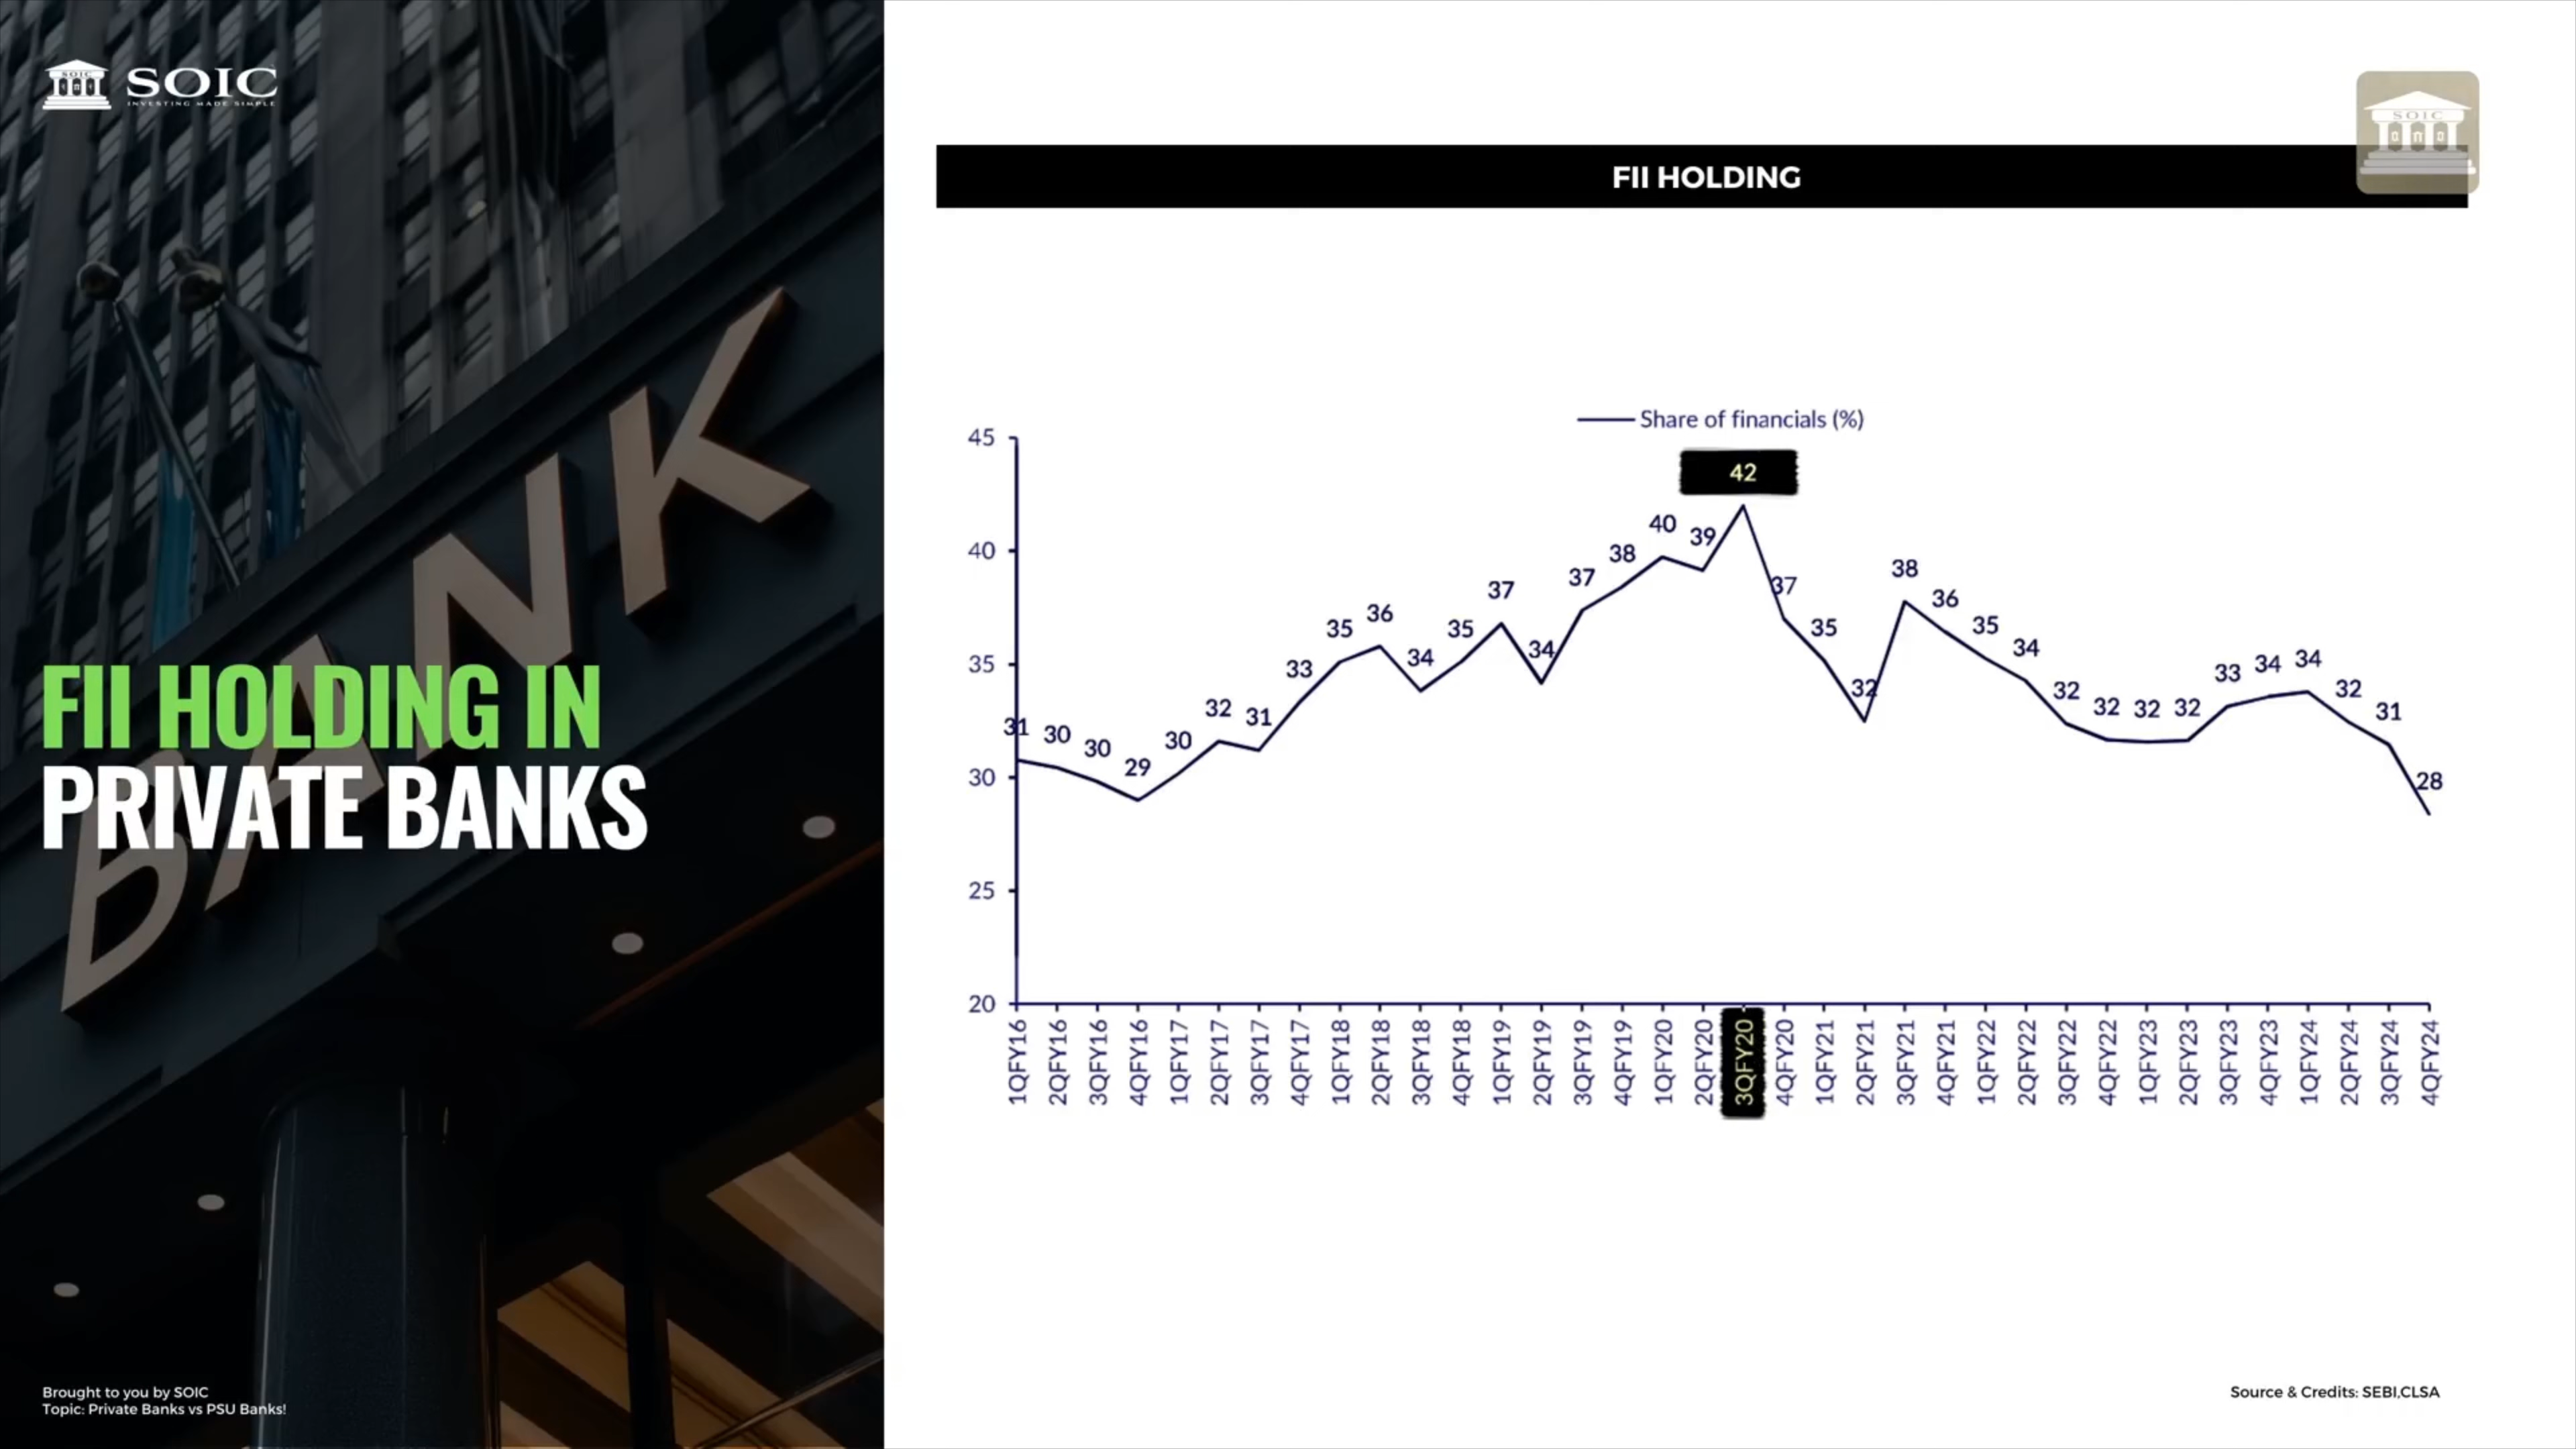 SOIC
SOIC
INVESTING MADE SIMPLE
BANK
FII HOLDING IN
PRIVATE BANKS
Brought to you by SOIC
Topic: Private Banks vs PSU Banks!
SOIC
FII HOLDING
Share of financials (%)
45
40
35
30
25
20
31 30 30 29 30 32 31 33 35 36 34 35 37 34 37 38 40 39 42 37 35 32 38 36 35 34 32 32 32 32 33 34 34 32 31 28
1QFY16 2QFY16 3QFY16 4QFY16 1QFY17 2QFY17 3QFY17 4QFY17 1QFY18 2QFY18 3QFY18 4QFY18 1QFY19 2QFY19 3QFY19 4QFY19 1QFY20 2QFY20 3QFY20 4QFY20 1QFY21 2QFY21 3QFY21 4QFY21 1QFY22 2QFY22 3QFY22 4QFY22 1QFY23 2QFY23 3QFY23 4QFY23 1QFY24 2QFY24 3QFY24 4QFY24
Source & Credits: SEBI,CLSA